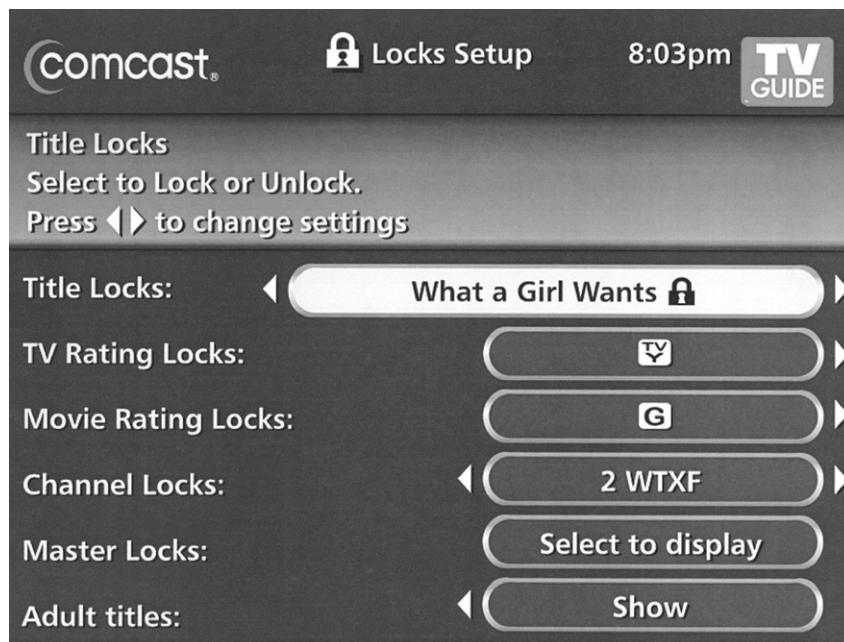 comcast® Locks Setup 8:03pm TV GUIDE
Title Locks
Select to Lock or Unlock.
Press ◀▶ to change settings
Title Locks: What a Girl Wants
TV Rating Locks: TV Y
Movie Rating Locks: G
Channel Locks: 2 WTXF
Master Locks: Select to display
Adult titles: Show